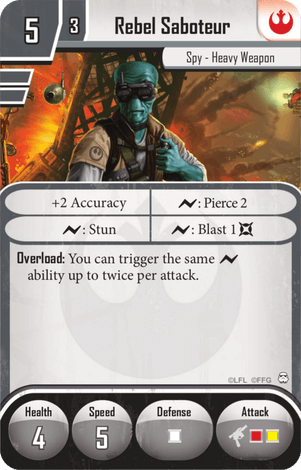 5
3
Rebel Saboteur
Spy - Heavy Weapon
+2 Accuracy
: Pierce 2
: Stun
: Blast 1
Overload: You can trigger the same
ability up to twice per attack.
©LFL ©FFG
Health
Speed
Defense
Attack
4
5